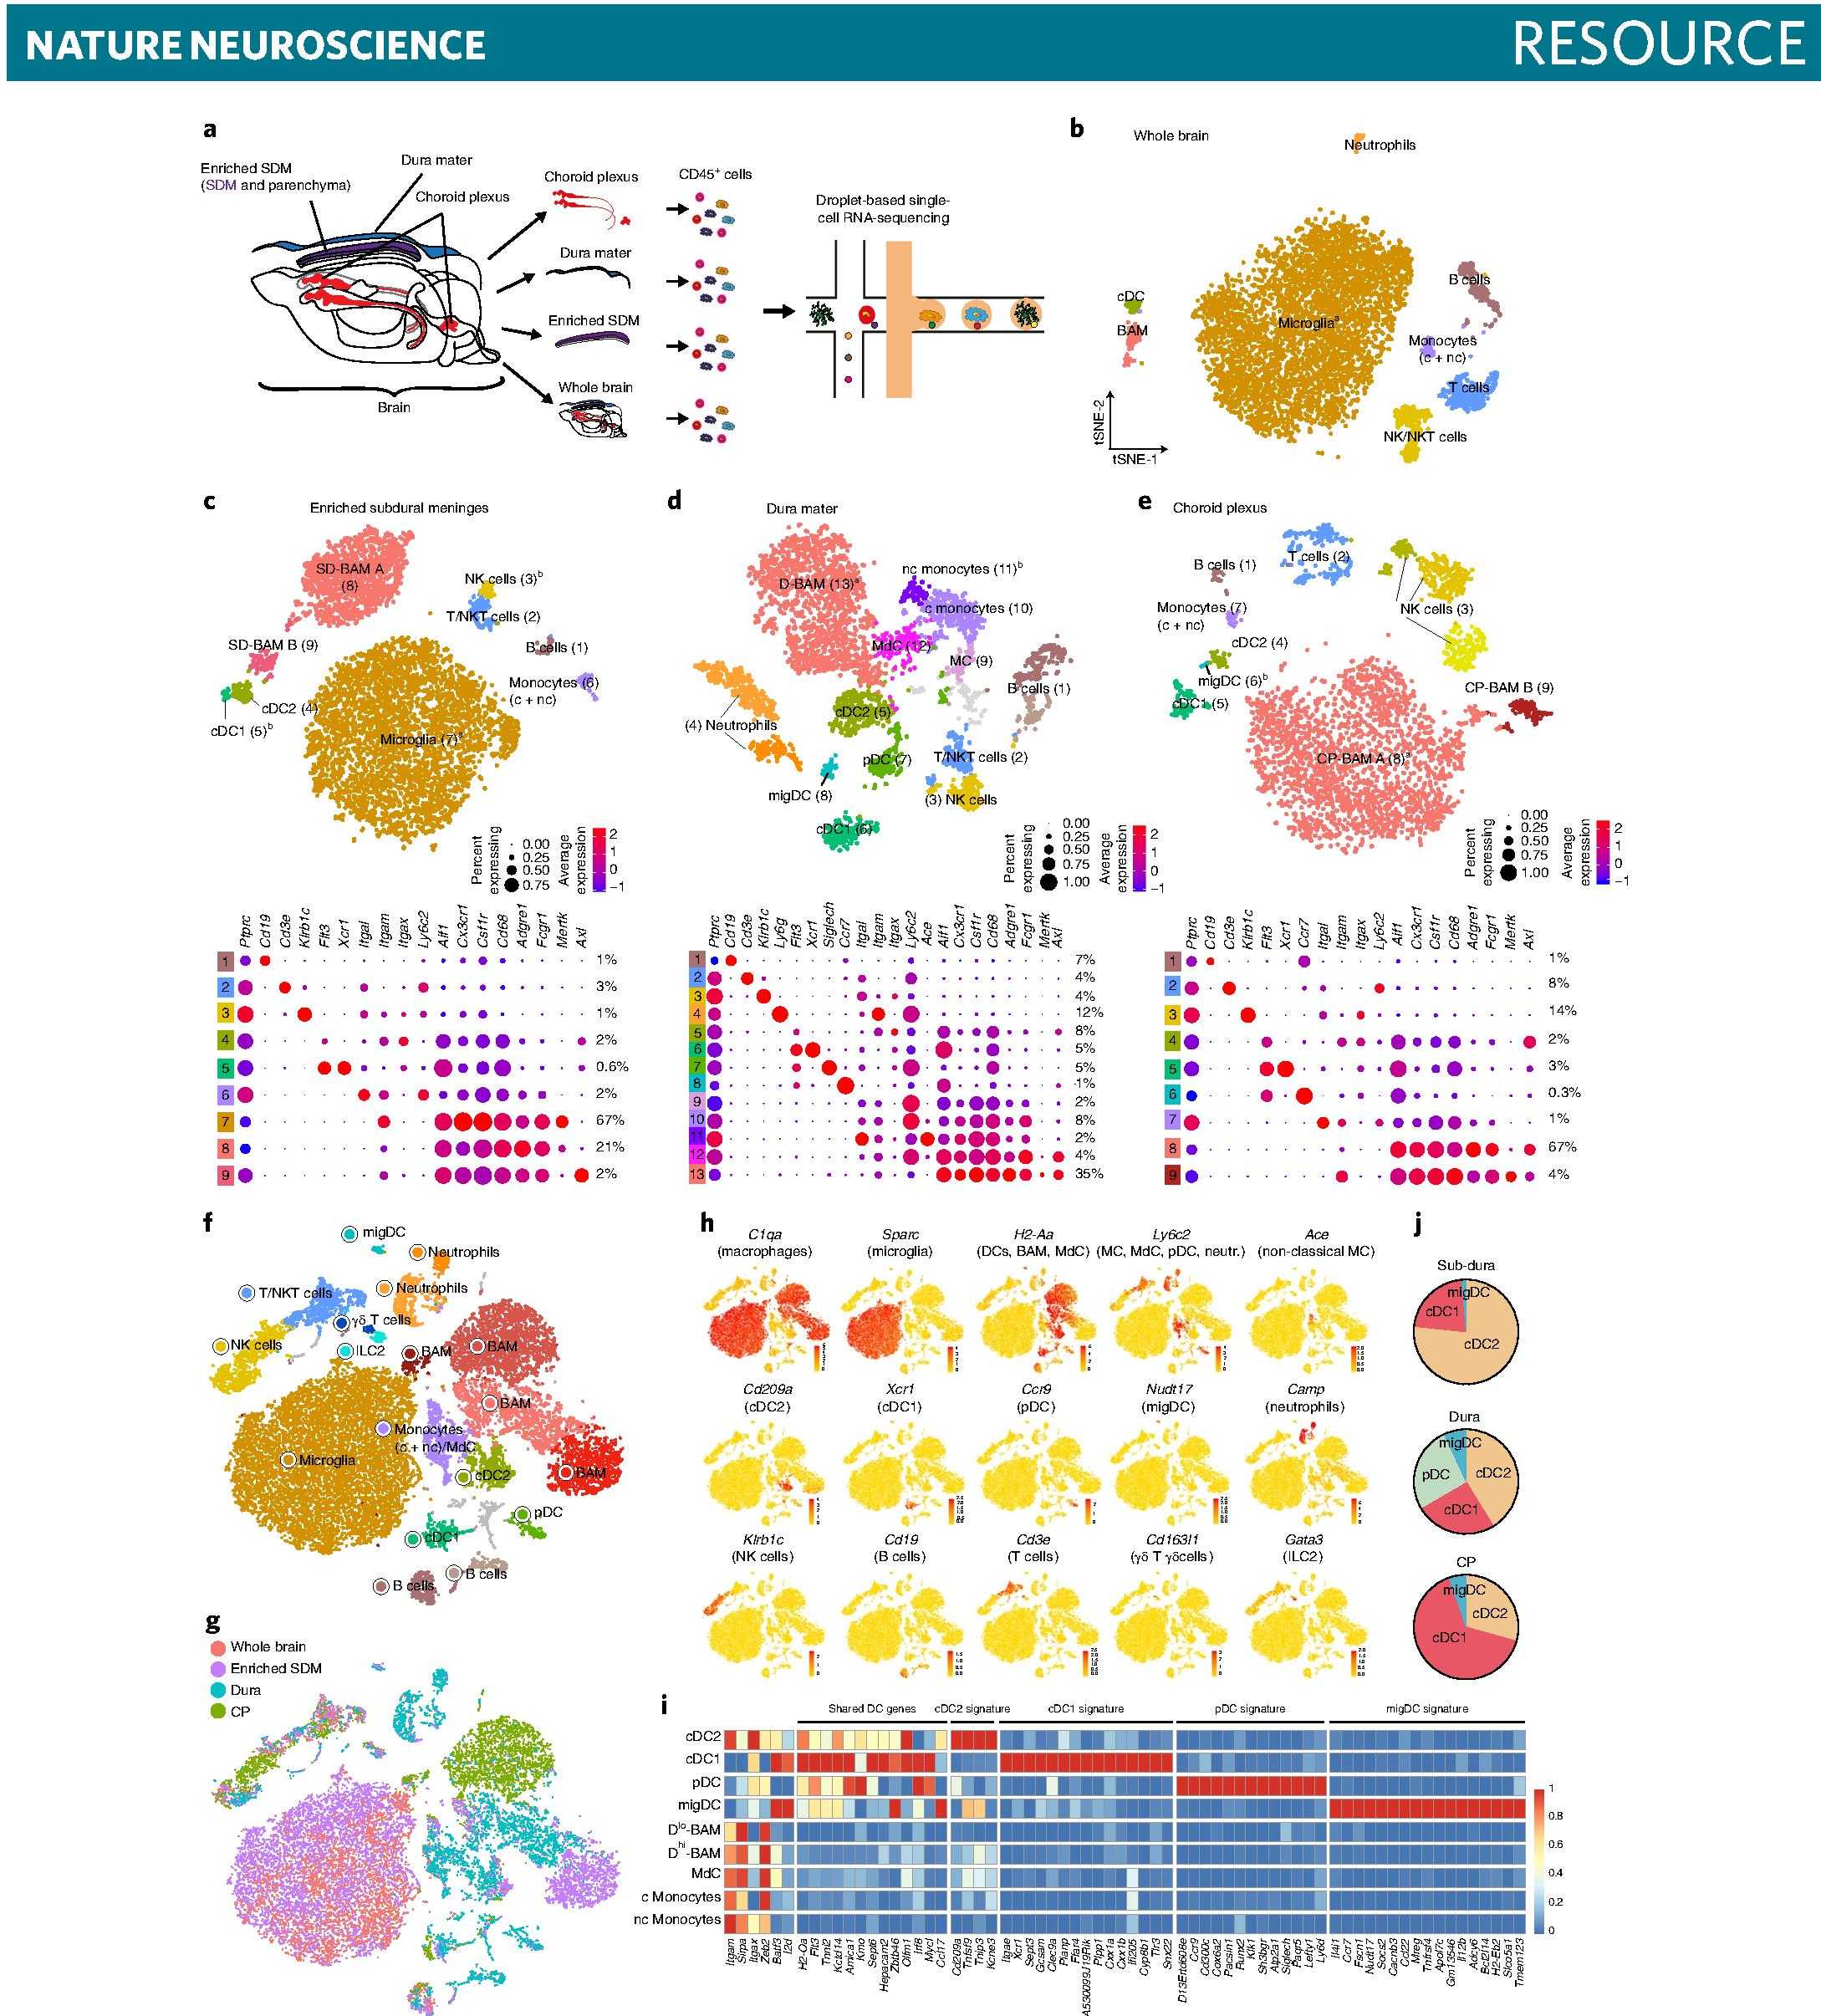 NATURE NEUROSCIENCE
RESOURCE
a
Enriched SDM
(SDM and parenchyma)
Dura mater
Choroid plexus
Brain
Choroid plexus
Dura mater
Enriched SDM
Whole brain
CD45+ cells
Droplet-based single-
cell RNA-sequencing
b
Whole brain
Neutrophils
B cells
cDC
BAM
Microgliaa
Monocytes
(c + nc)
T cells
NK/NKT cells
tSNE-2
tSNE-1
c
Enriched subdural meninges
SD-BAM A
(8)
NK cells (3)b
T/NKT cells (2)
SD-BAM B (9)
B cells (1)
Monocytes (6)
(c + nc)
cDC2 (4)
cDC1 (5)b
Microglia (7)a
Percent
expressing
0.00
0.25
0.50
0.75
Average
expression
2
1
0
−1
Ptprc Cd19 Cd3e Klrb1c Flt3 Xcr1 Itgal Itgam Itgax Ly6c2 Aif1 Cx3cr1 Csf1r Cd68 Adgre1 Fcgr1 Mertk Axl
1 1%
2 3%
3 1%
4 2%
5 0.6%
6 2%
7 67%
8 21%
9 2%
d
Dura mater
D-BAM (13)a
nc monocytes (11)b
c monocytes (10)
MdC (12)
MC (9)
B cells (1)
(4) Neutrophils
cDC2 (5)
pDC (7)
T/NKT cells (2)
migDC (8)
(3) NK cells
cDC1 (6)
Percent
expressing
0.00
0.25
0.50
0.75
1.00
Average
expression
2
1
0
−1
Ptprc Cd19 Cd3e Klrb1c Ly6g Flt3 Xcr1 Siglech Ccr7 Itgal Itgam Itgax Ly6c2 Ace Aif1 Cx3cr1 Csf1r Cd68 Adgre1 Fcgr1 Mertk Axl
1 7%
2 4%
3 4%
4 12%
5 8%
6 5%
7 5%
8 1%
9 2%
10 8%
11 2%
12 4%
13 35%
e
Choroid plexus
T cells (2)
B cells (1)
Monocytes (7)
(c + nc)
NK cells (3)
cDC2 (4)
migDC (6)b
cDC1 (5)
CP-BAM B (9)
CP-BAM A (8)a
Percent
expressing
0.00
0.25
0.50
0.75
1.00
Average
expression
2
1
0
−1
Ptprc Cd19 Cd3e Klrb1c Flt3 Xcr1 Ccr7 Itgal Itgam Itgax Ly6c2 Aif1 Cx3cr1 Csf1r Cd68 Adgre1 Fcgr1 Mertk Axl
1 1%
2 8%
3 14%
4 2%
5 3%
6 0.3%
7 1%
8 67%
9 4%
f
migDC
Neutrophils
T/NKT cells
Neutrophils
γδ T cells
NK cells
ILC2
BAM
BAM
BAM
Monocytes
(c + nc)/MdC
Microglia
cDC2
BAM
pDC
cDC1
B cells
B cells
g
Whole brain
Enriched SDM
Dura
CP
h
C1qa
(macrophages)
Sparc
(microglia)
H2-Aa
(DCs, BAM, MdC)
Ly6c2
(MC, MdC, pDC, neutr.)
Ace
(non-classical MC)
Cd209a
(cDC2)
Xcr1
(cDC1)
Ccr9
(pDC)
Nudt17
(migDC)
Camp
(neutrophils)
Klrb1c
(NK cells)
Cd19
(B cells)
Cd3e
(T cells)
Cd163l1
(γδ T γδcells)
Gata3
(ILC2)
j
Sub-dura
migDC
cDC1
cDC2
Dura
migDC
pDC
cDC2
cDC1
CP
migDC
cDC2
cDC1
i
Shared DC genes
cDC2 signature
cDC1 signature
pDC signature
migDC signature
cDC2
cDC1
pDC
migDC
Dlo-BAM
Dhi-BAM
MdC
c Monocytes
nc Monocytes
1
0.8
0.6
0.4
0.2
0
Itgam Sirpa Itgax Zeb2 Batf3 Id2
H2-Oa Flt3 Tnni2 Kctd14 Amica1 Kmo Sept6 Hepacam2 Zbtb46 Olfm1 Irf8 Mycl Ccl17
Cd209a Tnfsf9 Tnip3 Kcne3
Itgae Xcr1 Sept3 Gcsam Clec9a Planp Ffar4 A530099J19Rik Ppp1 Cxx1a Cxx1b Ifi205 Cyp8b1 Tlr3 Snx22
D13Ertd608e Ccr9 Cd300c Cox6a2 Pacsin1 Runx2 Klk1 Sh3bgr Atp2a1 Siglech Paqr5 Lefty1 Ly6d
Il4i1 Ccr7 Fscn1 Nudt17 Socs2 Cacnb3 Ccl22 Mreg Tnfrsf4 Apol7c Gm13546 Il12b Adcy6 Bcl2l14 H2-Eb2 Slco5a1 Tmem123